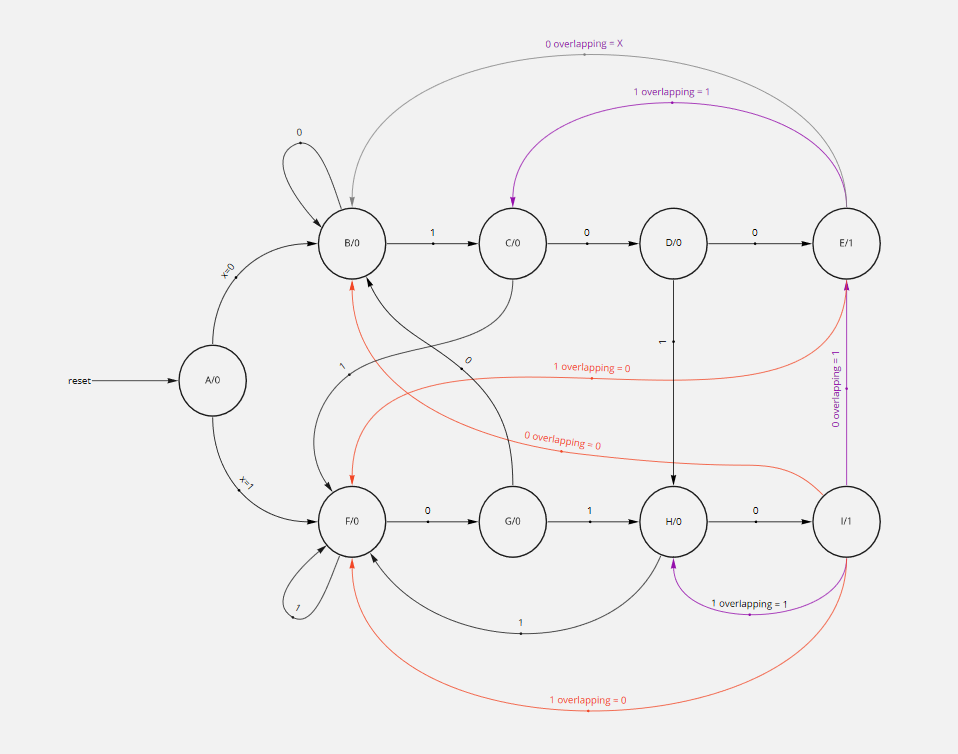 0 overlapping = X
1 overlapping = 1
0
B/0
1
C/0
0
D/0
0
E/1
x=0
1
0
1
1 overlapping = 0
0 overlapping = 1
reset
A/0
0 overlapping = 0
x=1
F/0
0
G/0
1
H/0
0
I/1
1
1 overlapping = 1
1
1 overlapping = 0